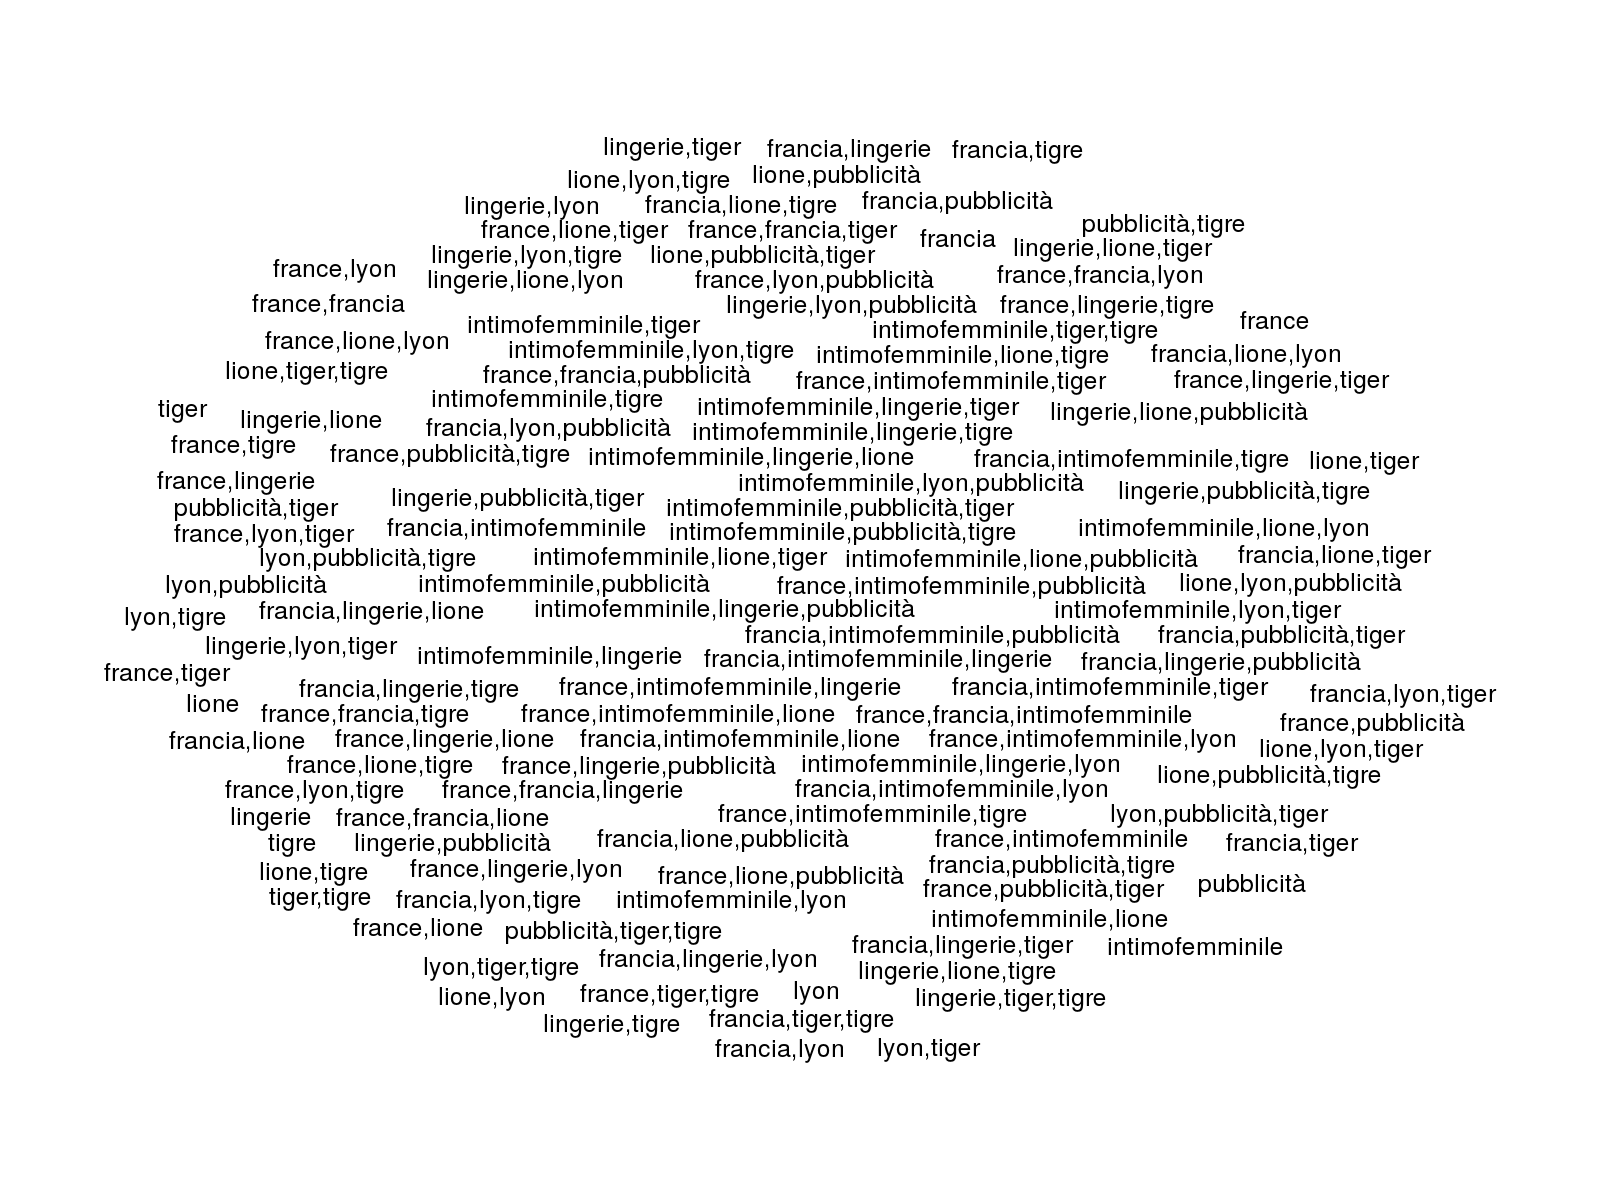 lingerie,tiger francia,lingerie francia,tigre
lione,lyon,tigre lione,pubblicità
lingerie,lyon francia,lione,tigre francia,pubblicità
france,lione,tiger france,francia,tiger francia pubblicità,tigre
lingerie,lyon,tigre lione,pubblicità,tiger lingerie,lione,tiger
france,lyon lingerie,lione,lyon france,lyon,pubblicità france,francia,lyon
france,francia lingerie,lyon,pubblicità france,lingerie,tigre
intimofemminile,tiger intimofemminile,tiger,tigre france
france,lione,lyon intimofemminile,lyon,tigre intimofemminile,lione,tigre francia,lione,lyon
lione,tiger,tigre france,francia,pubblicità france,intimofemminile,tiger france,lingerie,tiger
tiger intimofemminile,tigre intimofemminile,lingerie,tiger lingerie,lione,pubblicità
lingerie,lione francia,lyon,pubblicità intimofemminile,lingerie,tigre
france,tigre france,pubblicità,tigre intimofemminile,lingerie,lione francia,intimofemminile,tigre lione,tiger
france,lingerie intimofemminile,lyon,pubblicità lingerie,pubblicità,tigre
pubblicità,tiger lingerie,pubblicità,tiger intimofemminile,pubblicità,tiger
france,lyon,tiger francia,intimofemminile intimofemminile,pubblicità,tigre intimofemminile,lione,lyon
lyon,pubblicità,tigre intimofemminile,lione,tiger intimofemminile,lione,pubblicità francia,lione,tiger
lyon,pubblicità intimofemminile,pubblicità france,intimofemminile,pubblicità lione,lyon,pubblicità
lyon,tigre francia,lingerie,lione intimofemminile,lingerie,pubblicità intimofemminile,lyon,tiger
francia,intimofemminile,pubblicità francia,pubblicità,tiger
lingerie,lyon,tiger intimofemminile,lingerie francia,intimofemminile,lingerie francia,lingerie,pubblicità
france,tiger francia,lingerie,tigre france,intimofemminile,lingerie francia,intimofemminile,tiger francia,lyon,tiger
lione france,francia,tigre france,intimofemminile,lione france,francia,intimofemminile france,pubblicità
francia,lione france,lingerie,lione francia,intimofemminile,lione france,intimofemminile,lyon lione,lyon,tiger
france,lione,tigre france,lingerie,pubblicità intimofemminile,lingerie,lyon lione,pubblicità,tigre
france,lyon,tigre france,francia,lingerie francia,intimofemminile,lyon
lingerie france,francia,lione france,intimofemminile,tigre lyon,pubblicità,tiger
tigre lingerie,pubblicità francia,lione,pubblicità france,intimofemminile francia,tiger
lione,tigre france,lingerie,lyon france,lione,pubblicità francia,pubblicità,tigre
tiger,tigre francia,lyon,tigre intimofemminile,lyon france,pubblicità,tiger pubblicità
france,lione pubblicità,tiger,tigre intimofemminile,lione
francia,lingerie,tiger intimofemminile
lyon,tiger,tigre francia,lingerie,lyon lingerie,lione,tigre
lione,lyon france,tiger,tigre lyon lingerie,tiger,tigre
lingerie,tigre francia,tiger,tigre
francia,lyon lyon,tiger